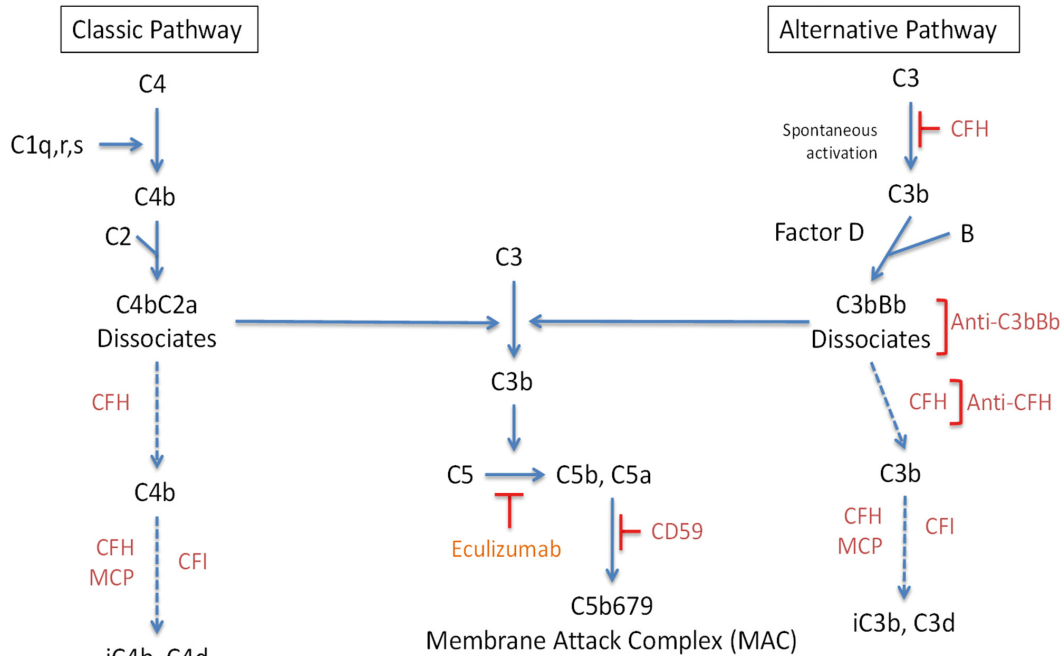 Classic Pathway
C4
C1q,r,s
C4b
C2
C4bC2a
Dissociates
CFH
C4b
CFH
MCP
CFI
iC4b, C4d
C3
C3b
C5
C5b, C5a
Eculizumab
CD59
C5b679
Membrane Attack Complex (MAC)
Alternative Pathway
C3
Spontaneous
activation
CFH
C3b
Factor D
B
C3bBb
Dissociates
Anti-C3bBb
CFH
Anti-CFH
C3b
CFH
MCP
CFI
iC3b, C3d